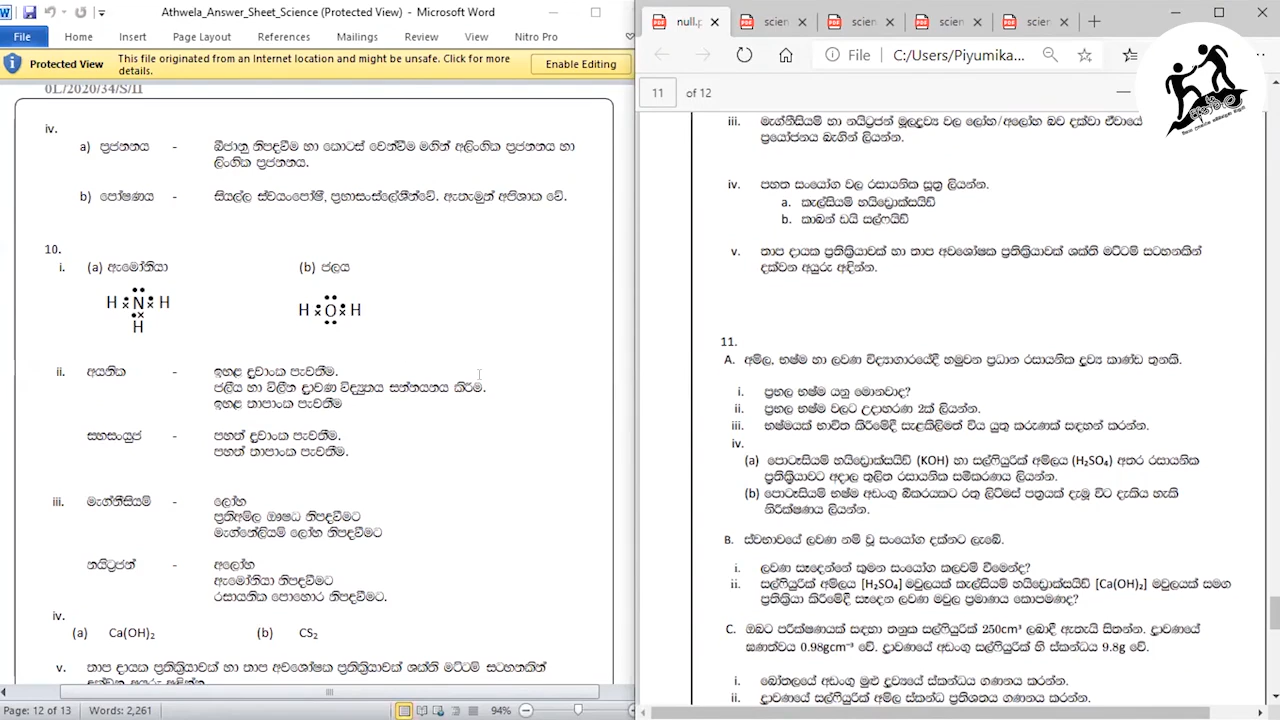 Athwela_Answer_Sheet_Science (Protected View) - Microsoft Word
File Home Insert Page Layout References Mailings Review View Nitro Pro
Protected View This file originated from an Internet location and might be unsafe. Click for more details. Enable Editing
OL/2020/34/S/II
iv.
a) ප්‍රජනනය - බීජානු නිපදවීම හා කොටස් වෙන්වීම මගින් අලිංගික ප්‍රජනනය හා
ලිංගික ප්‍රජනනය.
b) පෝෂණය - සියල්ල ස්වයංපෝෂී, ප්‍රභාසංස්ලේශීත්වේ. ඇතැමුන් අපිශාක වේ.
10.
i. (a) ඇමෝනියා (b) ජලය
H N H
H
H O H
ii. අයනික - ඉහළ ද්‍රවාංක පැවතීම.
ජලීය හා විලීන ද්‍රාවණ විද්‍යුතය සන්නයනය කිරීම.
ඉහළ තාපාංක පැවතීම
සහසංයුජ - පහත් ද්‍රවාංක පැවතීම.
පහත් තාපාංක පැවතීම.
iii. මැග්නීසියම් - ලෝහ
ප්‍රතිඅම්ල ඖෂධ නිපදවීමට
මැග්නේලියම් ලෝහ නිපදවීමට
නයිට්‍රජන් - අලෝහ
ඇමෝනියා නිපදවීමට
රසායනික පොහොර නිපදවීමට.
iv.
(a) Ca(OH)₂ (b) CS₂
v. තාප දායක ප්‍රතික්‍රියාවක් හා තාප අවශෝෂක ප්‍රතික්‍රියාවක් ශක්ති මට්ටම් සටහනකින්
Page: 12 of 13 Words: 2,261 94%
null.p scien scien scien scier
File C:/Users/Piyumika...
11 of 12
iii. මැග්නීසියම් හා නයිට්‍රජන් මූලද්‍රව්‍ය වල ලෝහ/අලෝහ බව දක්වා ඒවායේ
ප්‍රයෝජනය බැගින් ලියන්න.
iv. පහත සංයෝග වල රසායනික සූත්‍ර ලියන්න.
a. කැල්සියම් හයිඩ්‍රොක්සයිඩ්
b. කාබන් ඩයි සල්ෆයිඩ්
v. තාප දායක ප්‍රතික්‍රියාවක් හා තාප අවශෝෂක ප්‍රතික්‍රියාවක් ශක්ති මට්ටම් සටහනකින්
දක්වන අයුරු අඳින්න.
11.
A. අම්ල, භෂ්ම හා ලවණ විද්‍යාගාරයේදී හමුවන ප්‍රධාන රසායනික ද්‍රව්‍ය කාණ්ඩ තුනකි.
i. ප්‍රභල භෂ්ම යනු මොනවාද?
ii. ප්‍රභල භෂ්ම වලට උදාහරණ 2ක් ලියන්න.
iii. භෂ්මයක් භාවිත කිරීමේදී සැළකිලිමත් විය යුතු කරුණක් සඳහන් කරන්න.
iv.
(a) පොටෑසියම් හයිඩ්‍රොක්සයිඩ් (KOH) හා සල්ෆියුරික් අම්ලය (H₂SO₄) අතර රසායනික
ප්‍රතික්‍රියාවට අදාල තුලිත රසායනික සමීකරණය ලියන්න.
(b) පොටෑසියම් භෂ්ම අඩංගු බීකරයකට රතු ලිට්මස් පත්‍රයක් දැමූ විට දැකිය හැකි
නිරීක්ෂණය ලියන්න.
B. ස්වභාවයේ ලවණ නම් වූ සංයෝග දක්නට ලැබේ.
i. ලවණ සෑදෙන්නේ කුමන සංයෝග කලවම් වීමෙන්ද?
ii. සල්ෆියුරික් අම්ලය [H₂SO₄] මවුලයක් කැල්සියම් හයිඩ්‍රොක්සයිඩ් [Ca(OH)₂] මවුලයක් සමග
ප්‍රතික්‍රියා කිරීමේදී සෑදෙන ලවණ මවුල ප්‍රමාණය කොපමණද?
C. ඔබට පරීක්ෂණයක් සඳහා තනුක සල්ෆියුරික් 250cm³ ලබාදී ඇතැයි සිතන්න. ද්‍රාවණයේ
ඝණත්වය 0.98gcm⁻³ වේ. ද්‍රාවණයේ අඩංගු සල්ෆියුරික් හි ස්කන්ධය 9.8g වේ.
i. බෝතලයේ අඩංගු මුළු ද්‍රව්‍යයේ ස්කන්ධය ගණනය කරන්න.
ii. ද්‍රාවණයේ සල්ෆියුරික් අම්ල ස්කන්ධ ප්‍රතිශතය ගණනය කරන්න.